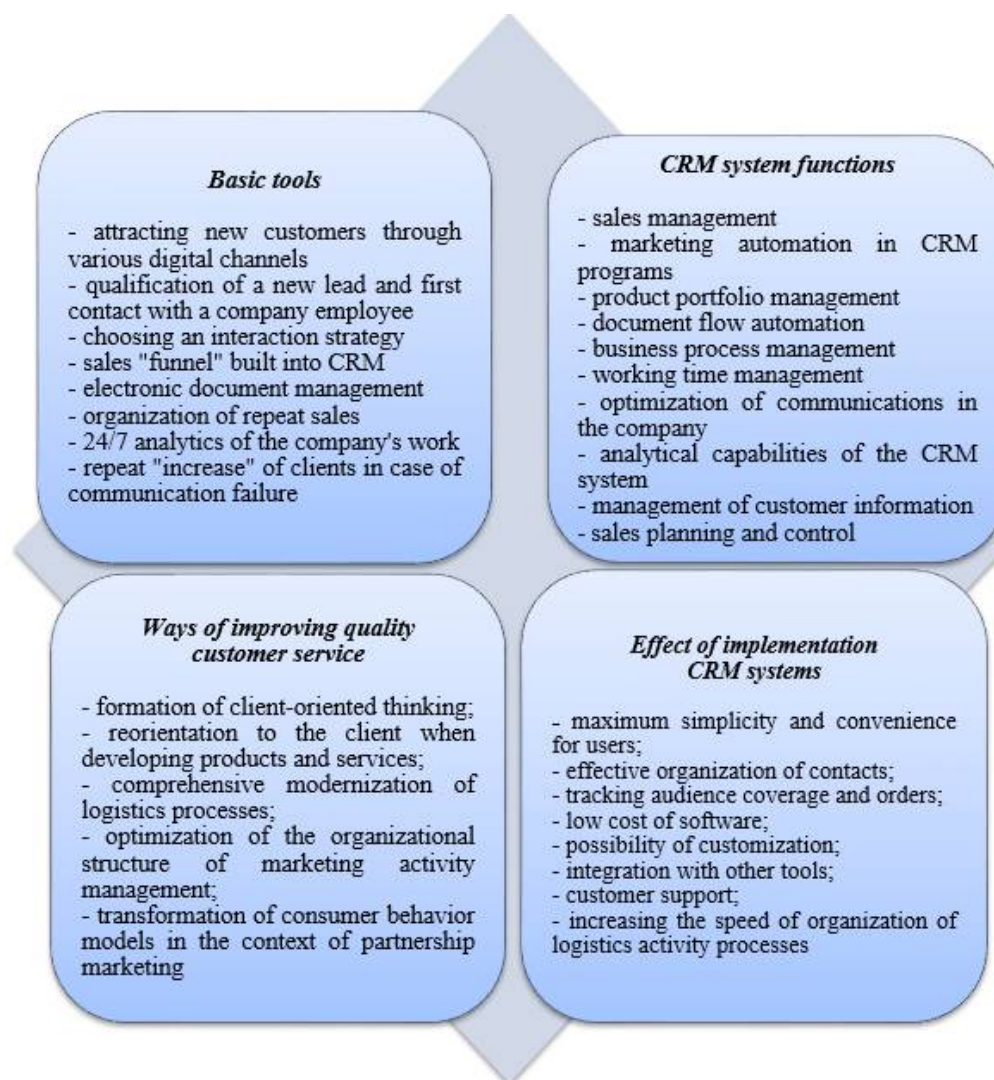 Basic tools
- attracting new customers through
various digital channels
- qualification of a new lead and first
contact with a company employee
- choosing an interaction strategy
- sales "funnel" built into CRM
- electronic document management
- organization of repeat sales
- 24/7 analytics of the company's work
- repeat "increase" of clients in case of
communication failure
CRM system functions
- sales management
- marketing automation in CRM
programs
- product portfolio management
- document flow automation
- business process management
- working time management
- optimization of communications in
the company
- analytical capabilities of the CRM
system
- management of customer information
- sales planning and control
Ways of improving quality
customer service
- formation of client-oriented thinking;
- reorientation to the client when
developing products and services;
- comprehensive modernization of
logistics processes;
- optimization of the organizational
structure of marketing activity
management;
- transformation of consumer behavior
models in the context of partnership
marketing
Effect of implementation
CRM systems
- maximum simplicity and convenience
for users;
- effective organization of contacts;
- tracking audience coverage and orders;
- low cost of software;
- possibility of customization;
- integration with other tools;
- customer support;
- increasing the speed of organization of
logistics activity processes